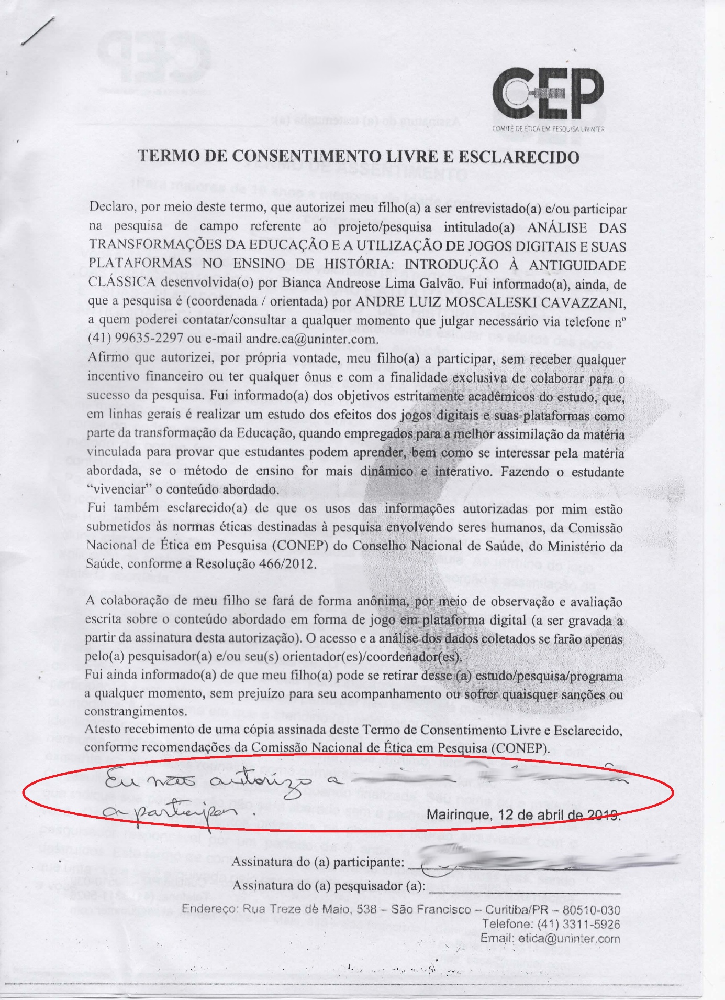 CEP
COMITÊ DE ÉTICA EM PESQUISA UNINTER
TERMO DE CONSENTIMENTO LIVRE E ESCLARECIDO
Declaro, por meio deste termo, que autorizei meu filho(a) a ser entrevistado(a) e/ou participar
na pesquisa de campo referente ao projeto/pesquisa intitulado(a) ANÁLISE DAS
TRANSFORMAÇÕES DA EDUCAÇÃO E A UTILIZAÇÃO DE JOGOS DIGITAIS E SUAS
PLATAFORMAS NO ENSINO DE HISTÓRIA: INTRODUÇÃO À ANTIGUIDADE
CLÁSSICA desenvolvida(o) por Bianca Andreose Lima Galvão. Fui informado(a), ainda, de
que a pesquisa é (coordenada / orientada) por ANDRE LUIZ MOSCALESKI CAVAZZANI,
a quem poderei contatar/consultar a qualquer momento que julgar necessário via telefone nº
(41) 99635-2297 ou e-mail andre.ca@uninter.com.
Afirmo que autorizei, por própria vontade, meu filho(a) a participar, sem receber qualquer
incentivo financeiro ou ter qualquer ônus e com a finalidade exclusiva de colaborar para o
sucesso da pesquisa. Fui informado(a) dos objetivos estritamente acadêmicos do estudo, que,
em linhas gerais é realizar um estudo dos efeitos dos jogos digitais e suas plataformas como
parte da transformação da Educação, quando empregados para a melhor assimilação da matéria
vinculada para provar que estudantes podem aprender, bem como se interessar pela matéria
abordada, se o método de ensino for mais dinâmico e interativo. Fazendo o estudante
“vivenciar” o conteúdo abordado.
Fui também esclarecido(a) de que os usos das informações autorizadas por mim estão
submetidos às normas éticas destinadas à pesquisa envolvendo seres humanos, da Comissão
Nacional de Ética em Pesquisa (CONEP) do Conselho Nacional de Saúde, do Ministério da
Saúde, conforme a Resolução 466/2012.
A colaboração de meu filho se fará de forma anônima, por meio de observação e avaliação
escrita sobre o conteúdo abordado em forma de jogo em plataforma digital (a ser gravada a
partir da assinatura desta autorização). O acesso e a análise dos dados coletados se farão apenas
pelo(a) pesquisador(a) e/ou seu(s) orientador(es)/coordenador(es).
Fui ainda informado(a) de que meu filho(a) pode se retirar desse (a) estudo/pesquisa/programa
a qualquer momento, sem prejuízo para seu acompanhamento ou sofrer quaisquer sanções ou
constrangimentos.
Atesto recebimento de uma cópia assinada deste Termo de Consentimento Livre e Esclarecido,
conforme recomendações da Comissão Nacional de Ética em Pesquisa (CONEP).
Eu não autorizo a
a participar.
Mairinque, 12 de abril de 2019.
Assinatura do (a) participante:
Assinatura do (a) pesquisador (a):
Endereço: Rua Treze de Maio, 538 – São Francisco – Curitiba/PR – 80510-030
Telefone: (41) 3311-5926
Email: etica@uninter.com